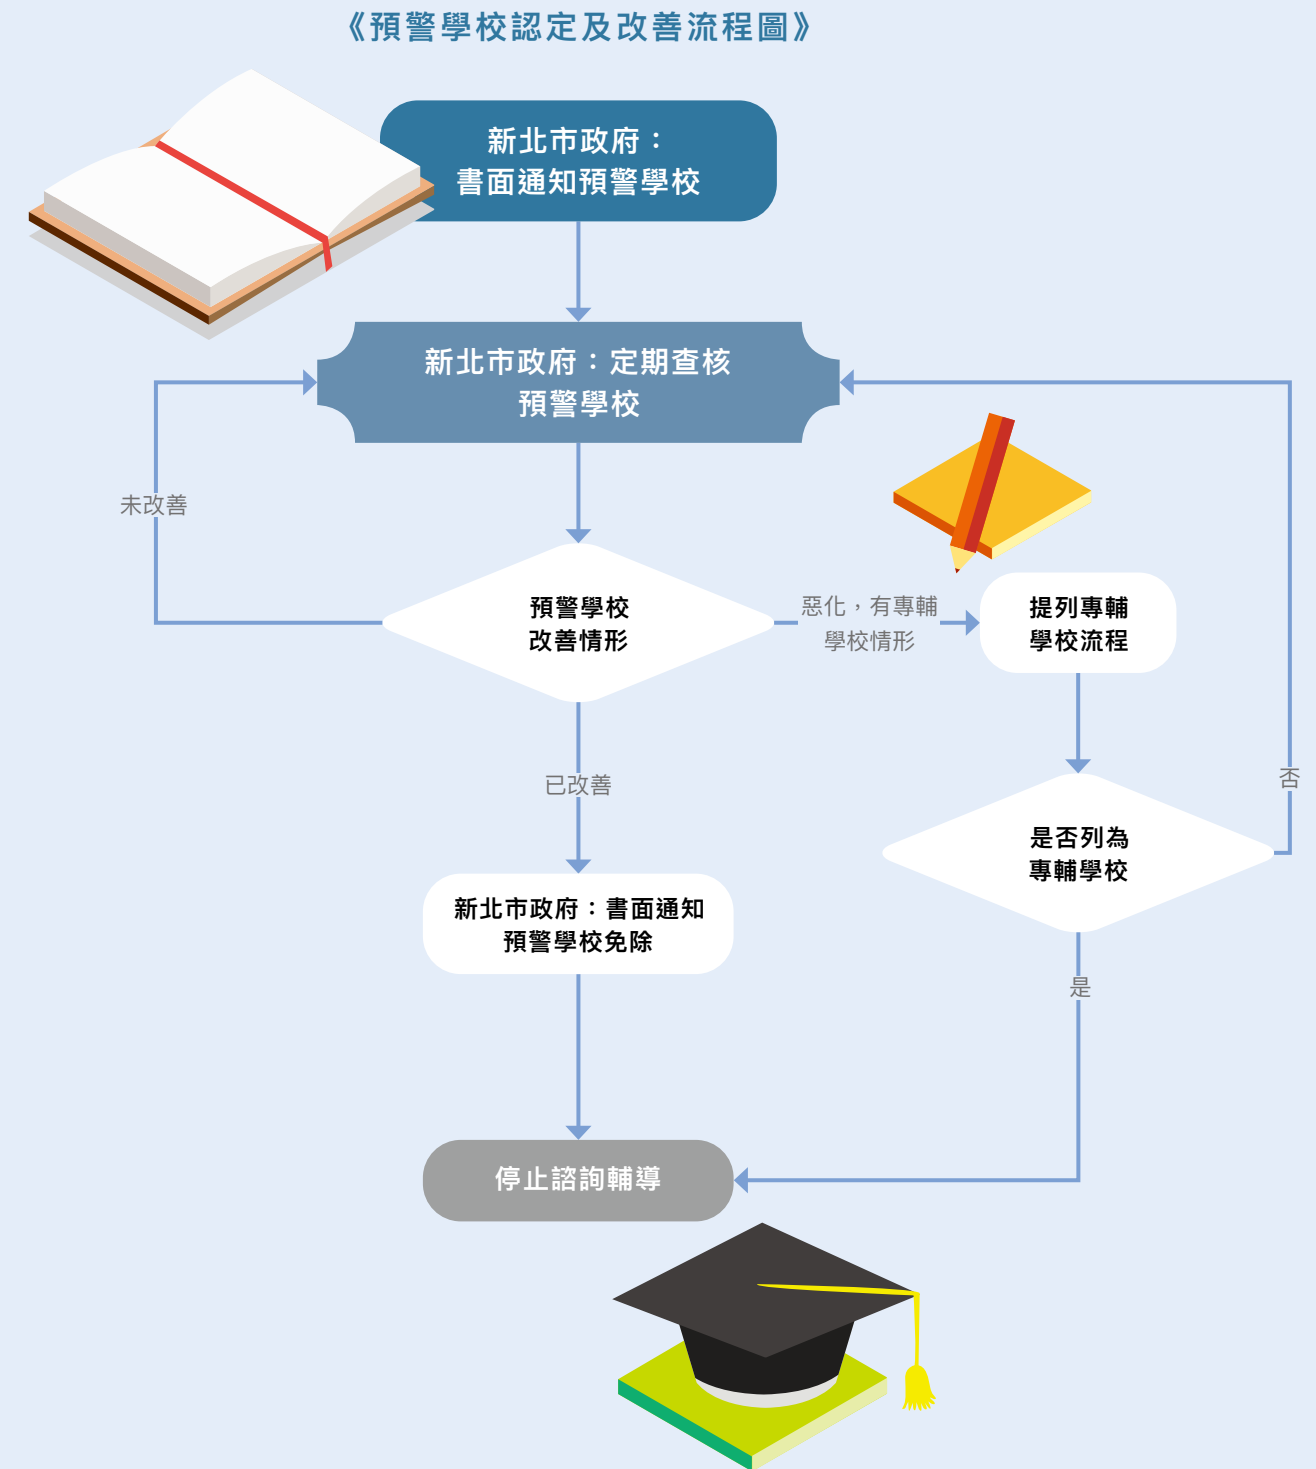 《預警學校認定及改善流程圖》
新北市政府：
書面通知預警學校
新北市政府：定期查核
預警學校
未改善
預警學校
改善情形
惡化，有專輔
學校情形
提列專輔
學校流程
已改善
否
是否列為
專輔學校
新北市政府：書面通知
預警學校免除
是
停止諮詢輔導